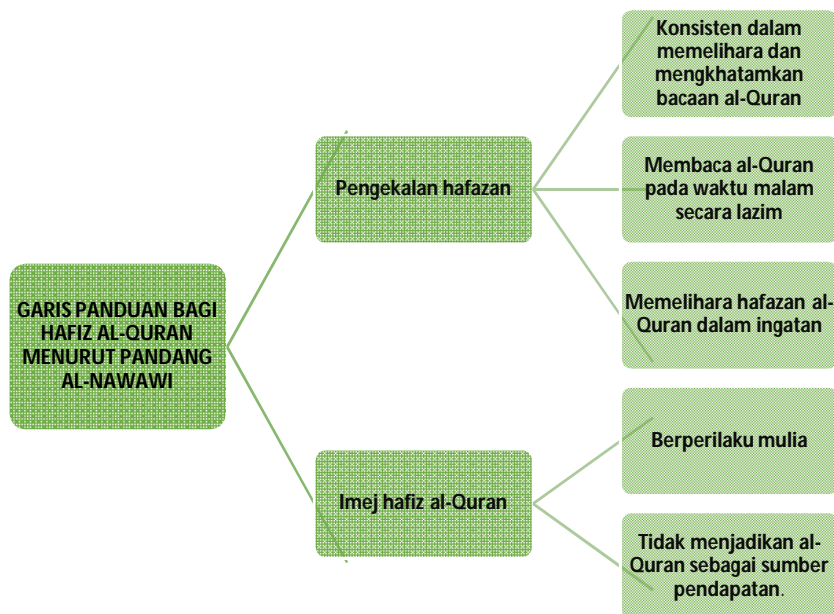 GARIS PANDUAN BAGI
HAFIZ AL-QURAN
MENURUT PANDANG
AL-NAWAWI
Pengekalan hafazan
Konsisten dalam
memelihara dan
mengkhatamkan
bacaan al-Quran
Membaca al-Quran
pada waktu malam
secara lazim
Memelihara hafazan al-
Quran dalam ingatan
Imej hafiz al-Quran
Berperilaku mulia
Tidak menjadikan al-
Quran sebagai sumber
pendapatan.